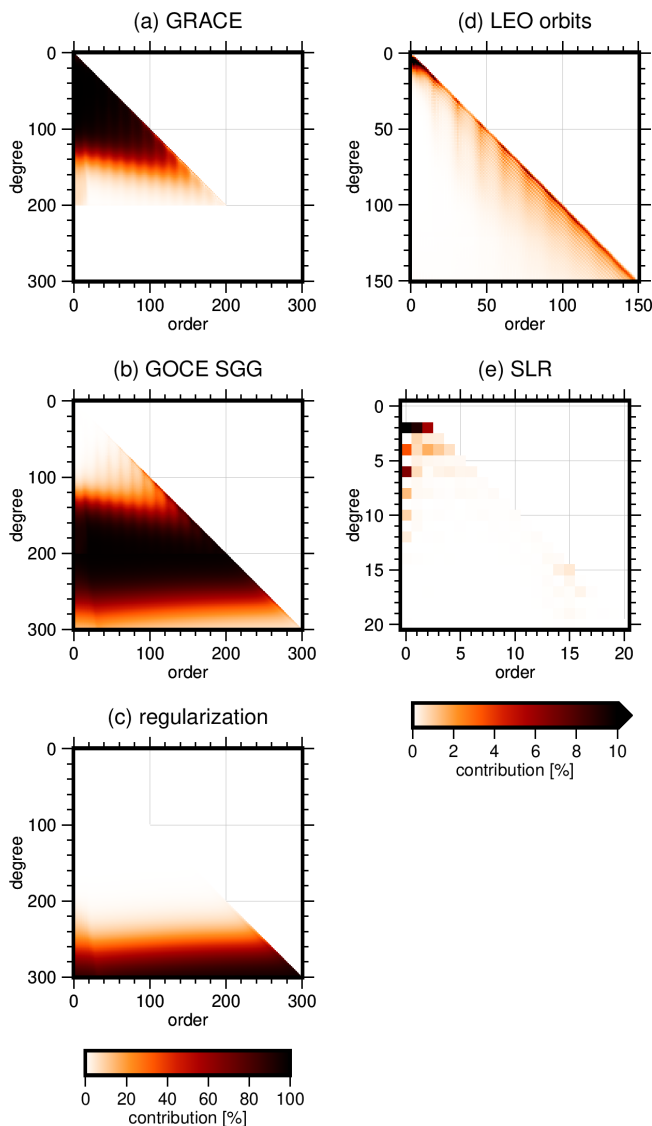 (a) GRACE
0
100
200
300
degree
0 100 200 300
order
(d) LEO orbits
0
50
100
150
degree
0 50 100 150
order
(b) GOCE SGG
0
100
200
300
degree
0 100 200 300
order
(e) SLR
0
5
10
15
20
degree
0 5 10 15 20
order
0 2 4 6 8 10
contribution [%]
(c) regularization
0
100
200
300
degree
0 100 200 300
order
0 20 40 60 80 100
contribution [%]